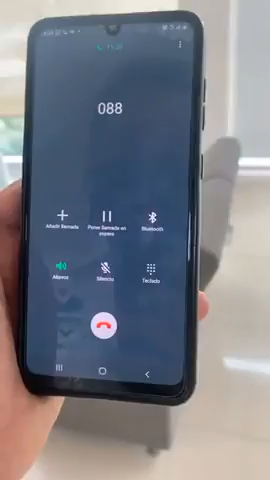 088
Añadir llamada
Poner llamada en
espera
Bluetooth
Altavoz
Silencio
Teclado